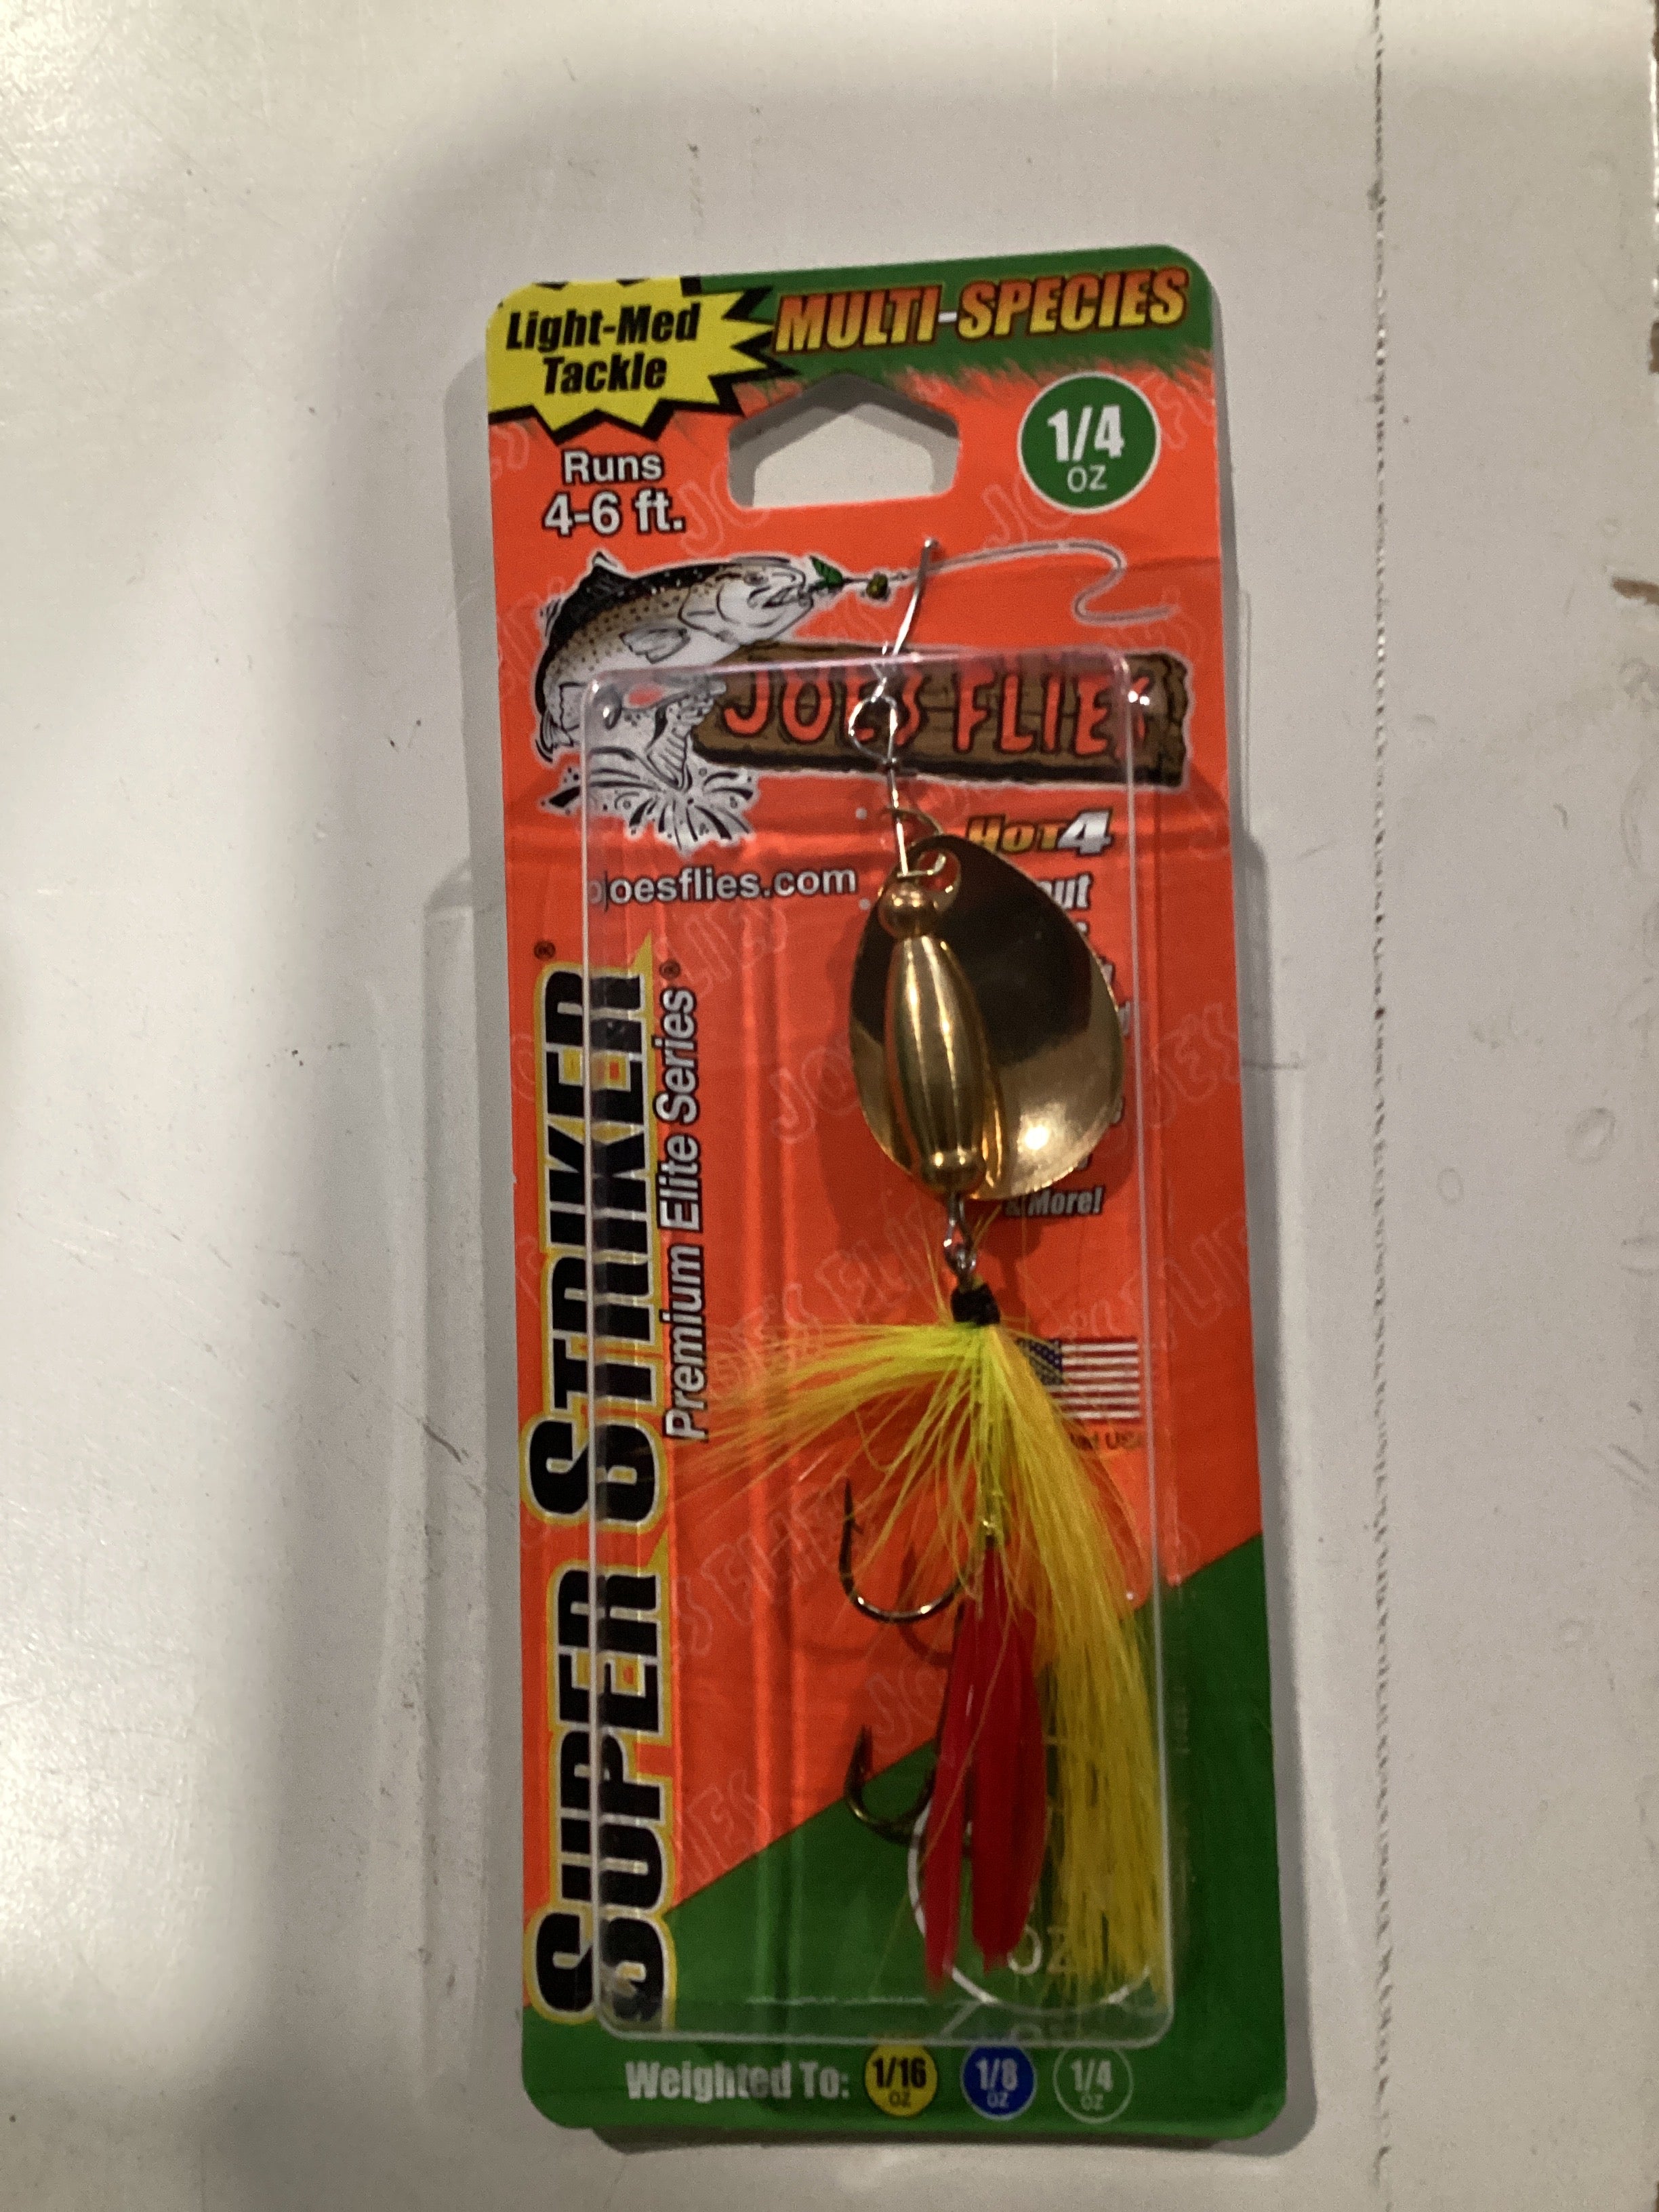 Light-Med
Tackle
MULTI-SPECIES
Runs
4-6 ft.
1/4
OZ
JOES FLIES
HOT4
joesflies.com
SUPER STRIKER®
Premium Elite Series®
& More!
OZ
Weighted To:
1/16
OZ
1/8
OZ
1/4
OZ